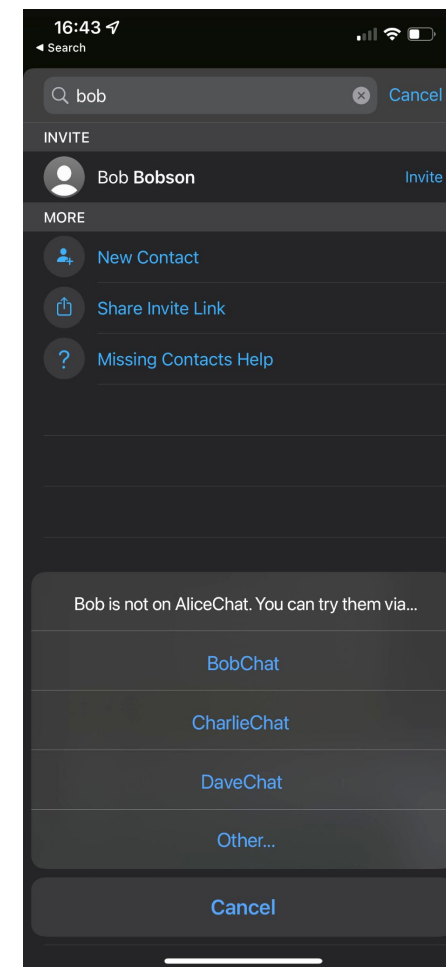 16:43
◀ Search
bob
Cancel
INVITE
Bob Bobson
Invite
MORE
New Contact
Share Invite Link
? Missing Contacts Help
Bob is not on AliceChat. You can try them via...
BobChat
CharlieChat
DaveChat
Other...
Cancel